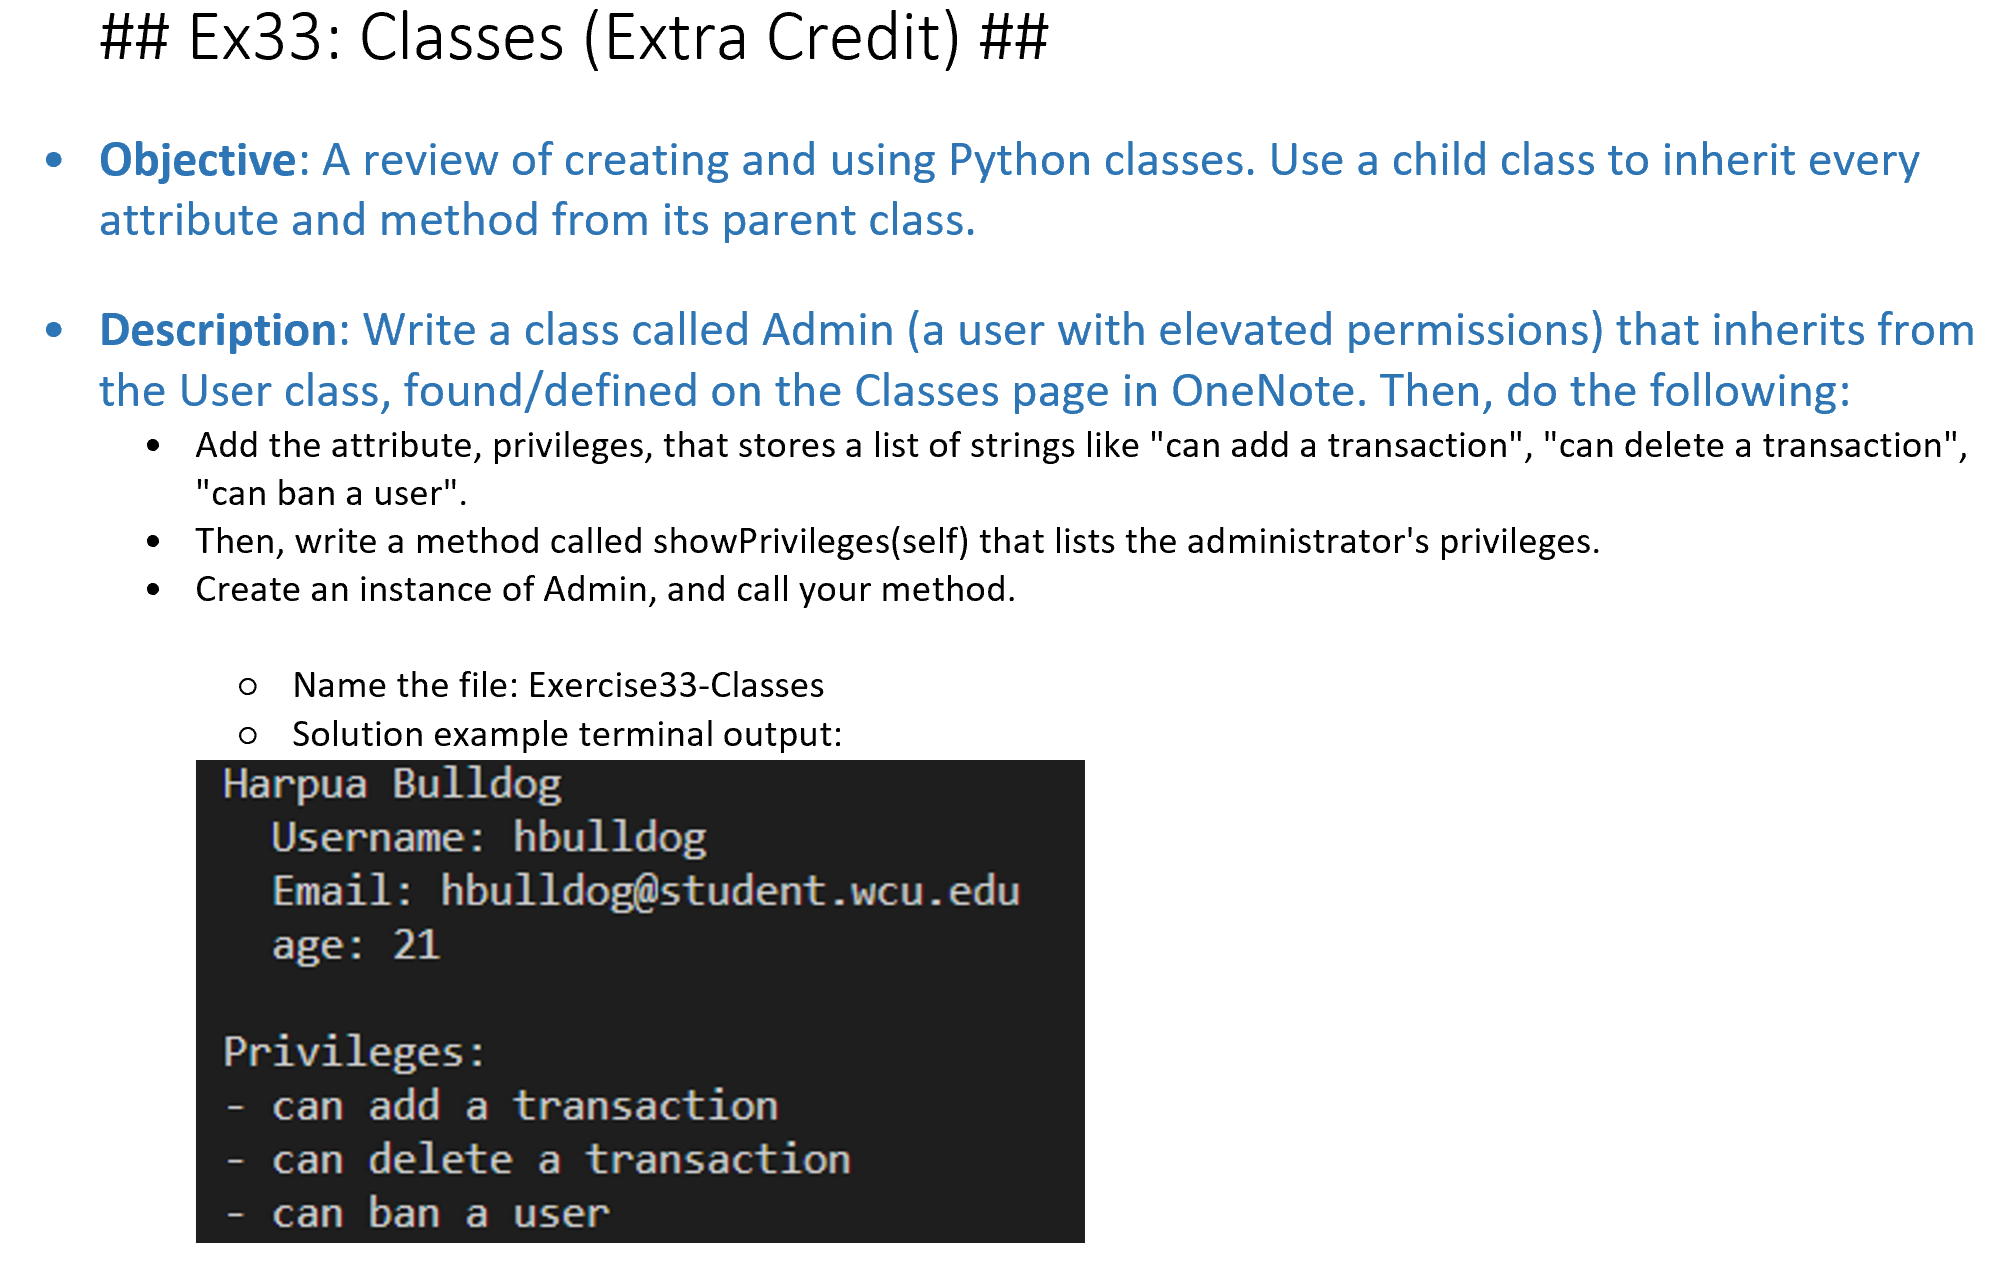 ## Ex33: Classes (Extra Credit) ##
• Objective: A review of creating and using Python classes. Use a child class to inherit every
attribute and method from its parent class.
• Description: Write a class called Admin (a user with elevated permissions) that inherits from
the User class, found/defined on the Classes page in OneNote. Then, do the following:
• Add the attribute, privileges, that stores a list of strings like "can add a transaction", "can delete a transaction",
"can ban a user".
• Then, write a method called showPrivileges(self) that lists the administrator's privileges.
• Create an instance of Admin, and call your method.
○ Name the file: Exercise33-Classes
○ Solution example terminal output:
Harpua Bulldog
Username: hbulldog
Email: hbulldog@student.wcu.edu
age: 21
Privileges:
- can add a transaction
- can delete a transaction
- can ban a user